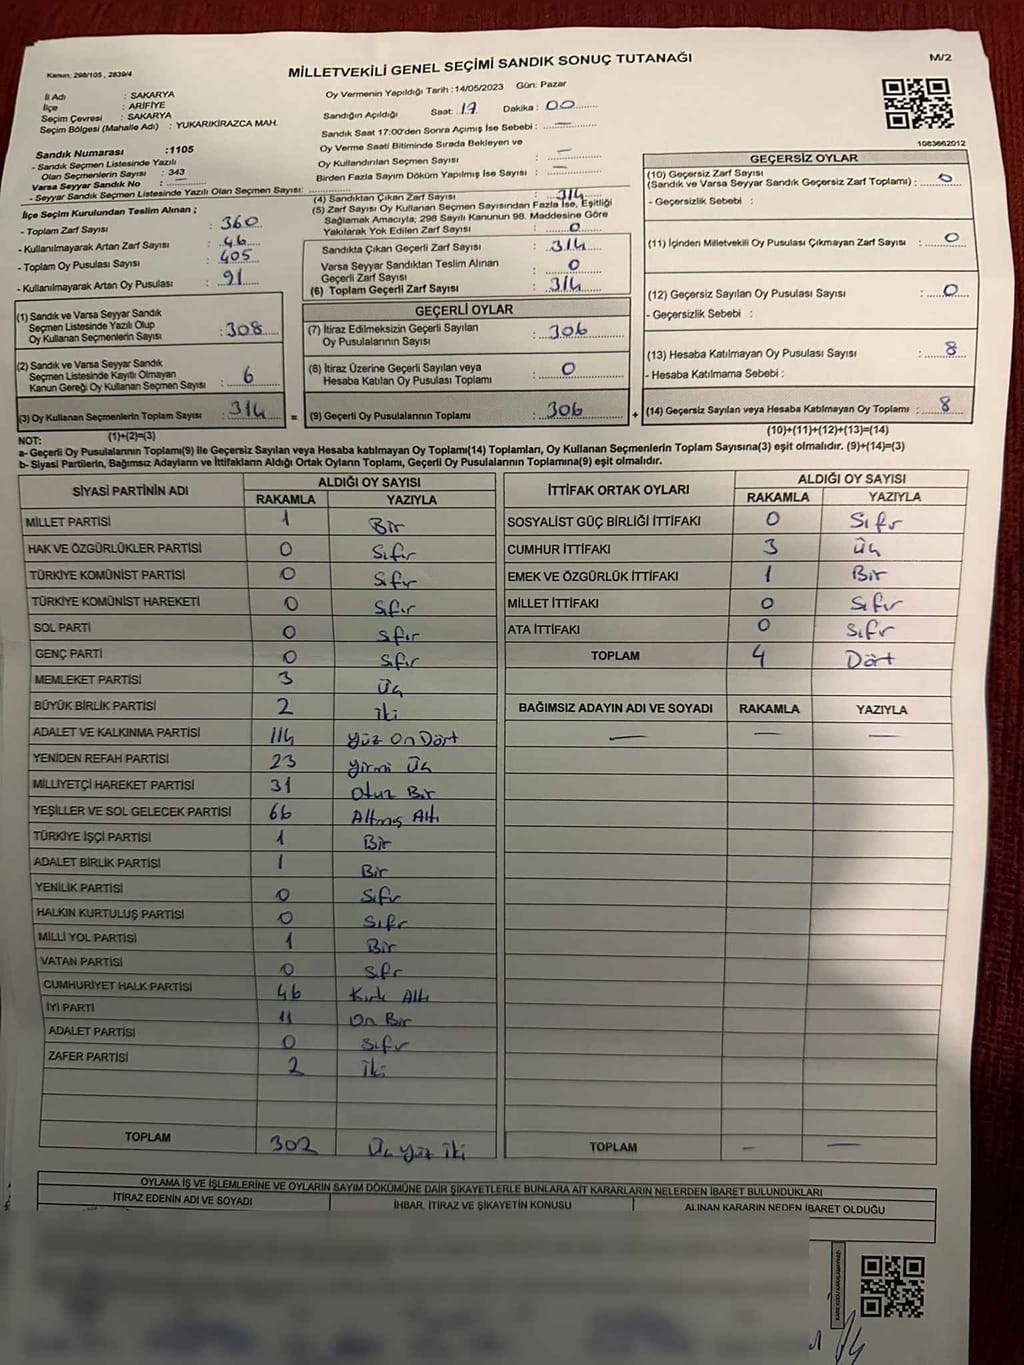 Kanun: 298/105 , 2839/4
MİLLETVEKİLİ GENEL SEÇİMİ SANDIK SONUÇ TUTANAĞI
M/2
İl Adı : SAKARYA
İlçe : ARİFİYE
Seçim Çevresi : SAKARYA
Seçim Bölgesi (Mahalle Adı) : YUKARIKİRAZCA MAH.
Oy Vermenin Yapıldığı Tarih :14/05/2023 Gün: Pazar
Sandığın Açıldığı Saat: 17 Dakika : 00
Sandık Saat 17:00'den Sonra Açımış İse Sebebi : —
Oy Verme Saati Bitiminde Sırada Bekleyen ve
Oy Kullandırılan Seçmen Sayısı : —
Birden Fazla Sayım Döküm Yapılmış İse Sayısı : —
1083662012
Sandık Numarası :1105
- Sandık Seçmen Listesinde Yazılı
Olan Seçmenlerin Sayısı : 343
Varsa Seyyar Sandık No : —
- Seyyar Sandık Seçmen Listesinde Yazılı Olan Seçmen Sayısı:
İlçe Seçim Kurulundan Teslim Alınan ;
- Toplam Zarf Sayısı : 360
- Kullanılmayarak Artan Zarf Sayısı : 46
- Toplam Oy Pusulası Sayısı : 405
- Kullanılmayarak Artan Oy Pusulası : 91
(1) Sandık ve Varsa Seyyar Sandık
Seçmen Listesinde Yazılı Olup
Oy Kullanan Seçmenlerin Sayısı : 308
(2) Sandık ve Varsa Seyyar Sandık
Seçmen Listesinde Kayıtlı Olmayan
Kanun Gereği Oy Kullanan Seçmen Sayısı : 6
(3) Oy Kullanan Seçmenlerin Toplam Sayısı : 314
(1)+(2)=(3)
(4) Sandıktan Çıkan Zarf Sayısı : 314
(5) Zarf Sayısı Oy Kullanan Seçmen Sayısından Fazla İse, Eşitliği
Sağlamak Amacıyla; 298 Sayılı Kanunun 98. Maddesine Göre
Yakılarak Yok Edilen Zarf Sayısı : 0
Sandıkta Çıkan Geçerli Zarf Sayısı : 314
Varsa Seyyar Sandıktan Teslim Alınan
Geçerli Zarf Sayısı : 0
(6) Toplam Geçerli Zarf Sayısı : 314
GEÇERLİ OYLAR
(7) İtiraz Edilmeksizin Geçerli Sayılan
Oy Pusulalarının Sayısı : 306
(8) İtiraz Üzerine Geçerli Sayılan veya
Hesaba Katılan Oy Pusulası Toplamı : 0
= (9) Geçerli Oy Pusulalarının Toplamı : 306 +
GEÇERSİZ OYLAR
(10) Geçersiz Zarf Sayısı
(Sandık ve Varsa Seyyar Sandık Geçersiz Zarf Toplamı) : 0
- Geçersizlik Sebebi :
(11) İçinden Milletvekili Oy Pusulası Çıkmayan Zarf Sayısı : 0
(12) Geçersiz Sayılan Oy Pusulası Sayısı : 0
- Geçersizlik Sebebi :
(13) Hesaba Katılmayan Oy Pusulası Sayısı : 8
- Hesaba Katılmama Sebebi :
(14) Geçersiz Sayılan veya Hesaba Katılmayan Oy Toplamı : 8
(10)+(11)+(12)+(13)=(14)
NOT:
a- Geçerli Oy Pusulalarının Toplamı(9) ile Geçersiz Sayılan veya Hesaba katılmayan Oy Toplamı(14) Toplamları, Oy Kullanan Seçmenlerin Toplam Sayısına(3) eşit olmalıdır. (9)+(14)=(3)
b- Siyasi Partilerin, Bağımsız Adayların ve İttifakların Aldığı Ortak Oyların Toplamı, Geçerli Oy Pusulalarının Toplamına(9) eşit olmalıdır.
SİYASİ PARTİNİN ADI
ALDIĞI OY SAYISI
RAKAMLA YAZIYLA
MİLLET PARTİSİ 1 Bir
HAK VE ÖZGÜRLÜKLER PARTİSİ 0 Sıfır
TÜRKİYE KOMÜNİST PARTİSİ 0 Sıfır
TÜRKİYE KOMÜNİST HAREKETİ 0 Sıfır
SOL PARTİ 0 Sıfır
GENÇ PARTİ 0 Sıfır
MEMLEKET PARTİSİ 3 Üç
BÜYÜK BİRLİK PARTİSİ 2 iki
ADALET VE KALKINMA PARTİSİ 114 Yüz On Dört
YENİDEN REFAH PARTİSİ 23 Yirmi Üç
MİLLİYETÇİ HAREKET PARTİSİ 31 Otuz Bir
YEŞİLLER VE SOL GELECEK PARTİSİ 66 Altmış Altı
TÜRKİYE İŞÇİ PARTİSİ 1 Bir
ADALET BİRLİK PARTİSİ 1 Bir
YENİLİK PARTİSİ 0 Sıfır
HALKIN KURTULUŞ PARTİSİ 0 Sıfır
MİLLİ YOL PARTİSİ 1 Bir
VATAN PARTİSİ 0 Sıfır
CUMHURİYET HALK PARTİSİ 46 Kırk Altı
İYİ PARTİ 11 On Bir
ADALET PARTİSİ 0 Sıfır
ZAFER PARTİSİ 2 İki
TOPLAM 302 Üç Yüz İki
İTTİFAK ORTAK OYLARI
ALDIĞI OY SAYISI
RAKAMLA YAZIYLA
SOSYALİST GÜÇ BİRLİĞİ İTTİFAKI 0 Sıfır
CUMHUR İTTİFAKI 3 Üç
EMEK VE ÖZGÜRLÜK İTTİFAKI 1 Bir
MİLLET İTTİFAKI 0 Sıfır
ATA İTTİFAKI 0 Sıfır
TOPLAM 4 Dört
BAĞIMSIZ ADAYIN ADI VE SOYADI RAKAMLA YAZIYLA
— — —
TOPLAM — —
OYLAMA İŞ VE İŞLEMLERİNE VE OYLARIN SAYIM DÖKÜMÜNE DAİR ŞİKAYETLERLE BUNLARA AİT KARARLARIN NELERDEN İBARET BULUNDUKLARI
İTİRAZ EDENİN ADI VE SOYADI İHBAR, İTİRAZ VE ŞİKAYETİN KONUSU ALINAN KARARIN NEDEN İBARET OLDUĞU